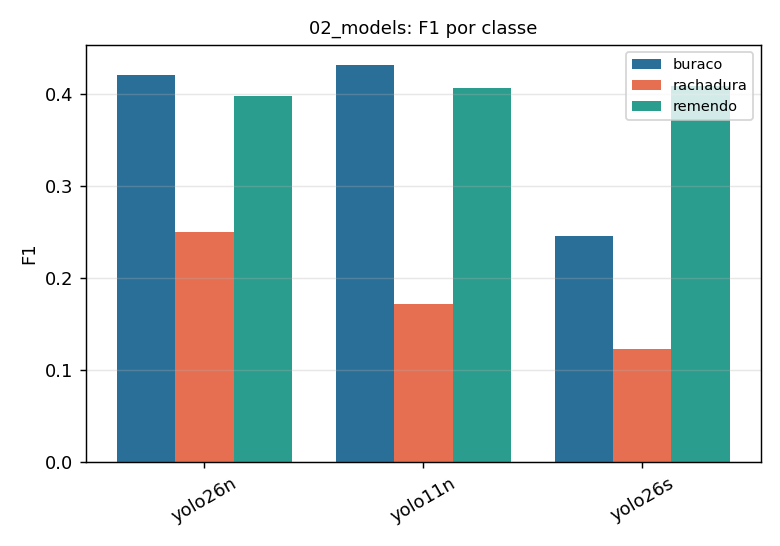 02_models: F1 por classe
buraco
rachadura
remendo
F1
0.4
0.3
0.2
0.1
0.0
yolo26n
yolo11n
yolo26s